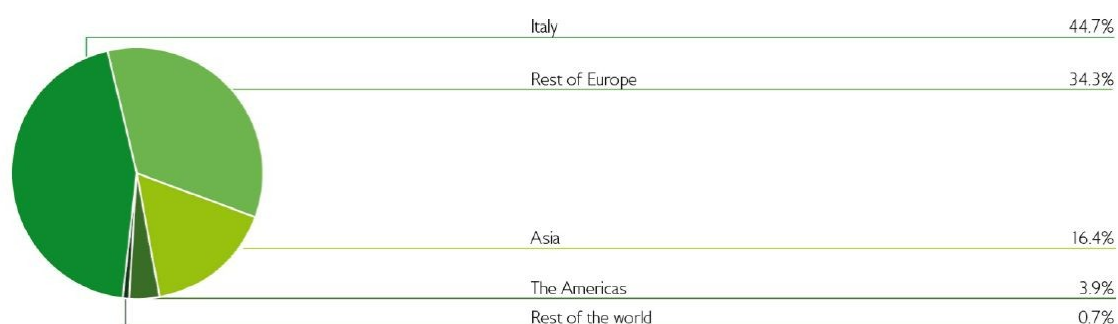 Italy 44.7%
Rest of Europe 34.3%
Asia 16.4%
The Americas 3.9%
Rest of the world 0.7%